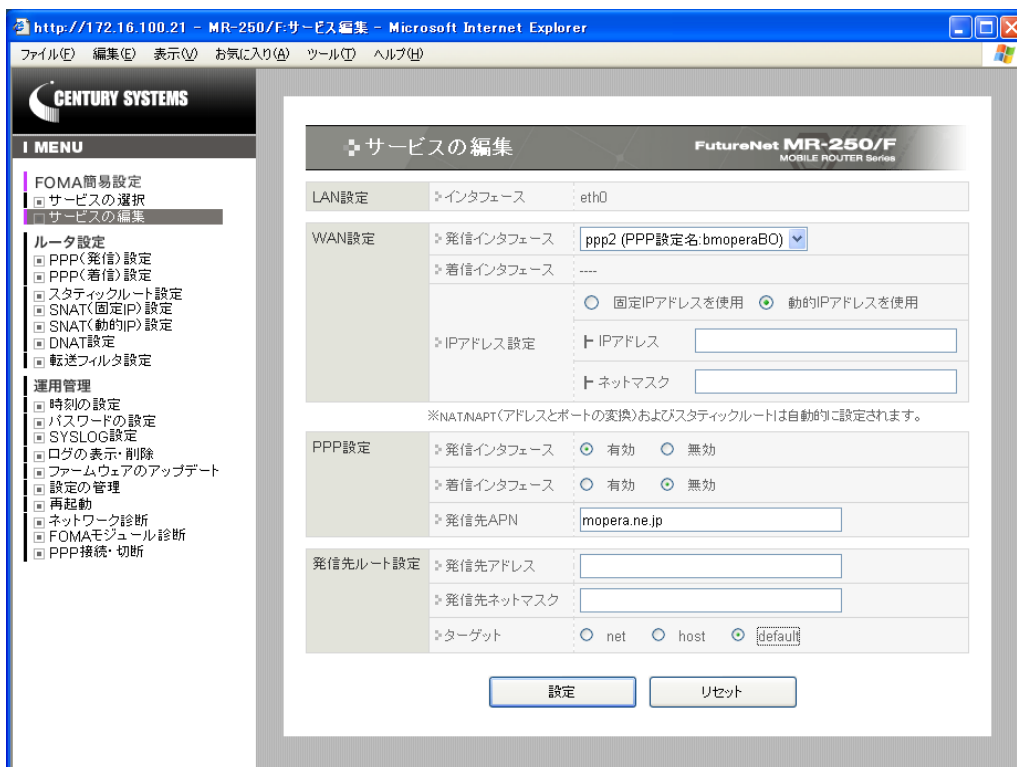 http://172.16.100.21 - MR-250/F:サービス編集 - Microsoft Internet Explorer
ファイル(F) 編集(E) 表示(V) お気に入り(A) ツール(T) ヘルプ(H)
CENTURY SYSTEMS
MENU
FOMA簡易設定
サービスの選択
サービスの編集
ルータ設定
PPP(発信)設定
PPP(着信)設定
スタティックルート設定
SNAT(固定IP)設定
SNAT(動的IP)設定
DNAT設定
転送フィルタ設定
運用管理
時刻の設定
パスワードの設定
SYSLOG設定
ログの表示・削除
ファームウェアのアップデート
設定の管理
再起動
ネットワーク診断
FOMAモジュール診断
PPP接続・切断
サービスの編集
FutureNet MR-250/F
MOBILE ROUTER Series
LAN設定 インタフェース eth0
WAN設定 発信インタフェース ppp2 (PPP設定名:bmoperaBO)
着信インタフェース ----
固定IPアドレスを使用 動的IPアドレスを使用
IPアドレス設定 IPアドレス
ネットマスク
※NAT/NAPT(アドレスとポートの変換)およびスタティックルートは自動的に設定されます。
PPP設定 発信インタフェース 有効 無効
着信インタフェース 有効 無効
発信先APN mopera.ne.jp
発信先ルート設定 発信先アドレス
発信先ネットマスク
ターゲット net host default
設定 リセット